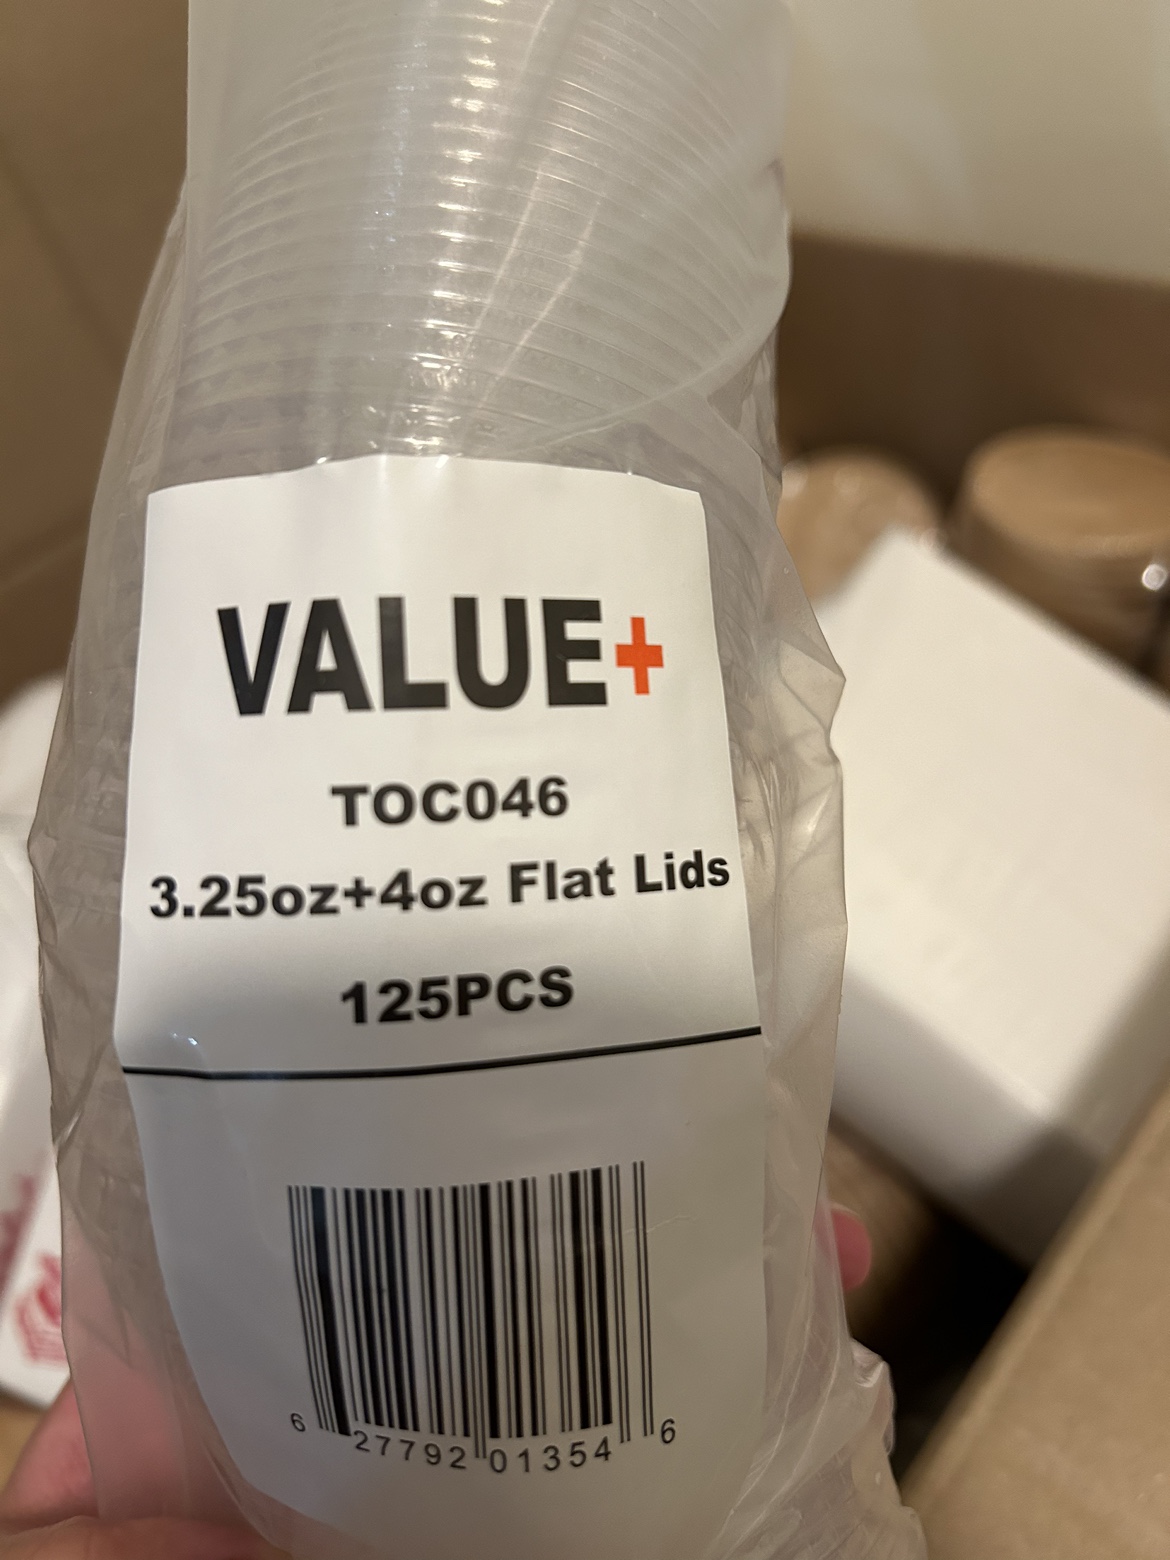 VALUE+
TOC046
3.25oz+4oz Flat Lids
125PCS
6 27792 01354 6